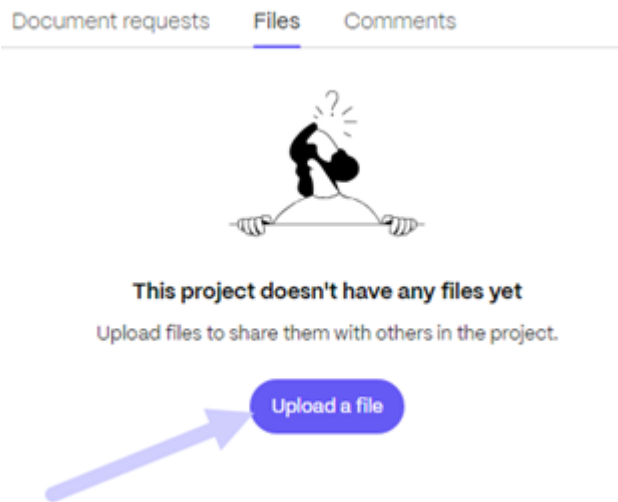 Document requests Files Comments
?
This project doesn't have any files yet
Upload files to share them with others in the project.
Upload a file